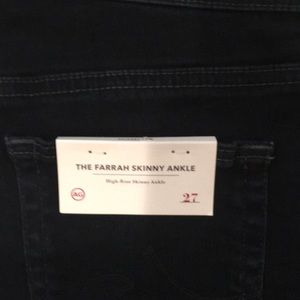 THE FARRAH SKINNY ANKLE
High-Rise Skinny Ankle
AG
27